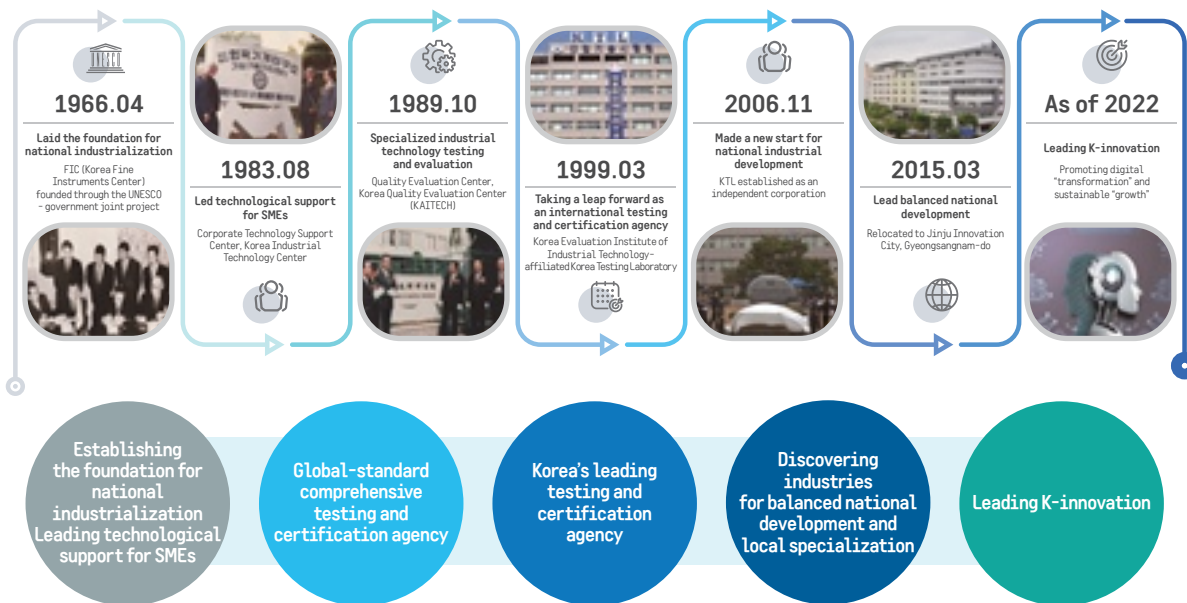 1966.04
Laid the foundation for
national industrialization
FIC (Korea Fine
Instruments Center)
founded through the UNESCO
– government joint project
1983.08
Led technological support
for SMEs
Corporate Technology Support
Center, Korea Industrial
Technology Center
1989.10
Specialized industrial
technology testing
and evaluation
Quality Evaluation Center,
Korea Quality Evaluation Center
(KAITECH)
KTL
1999.03
Taking a leap forward as
an international testing
and certification agency
Korea Evaluation Institute of
Industrial Technology-
affiliated Korea Testing Laboratory
2006.11
Made a new start for
national industrial
development
KTL established as an
independent corporation
2015.03
Lead balanced national
development
Relocated to Jinju Innovation
City, Gyeongsangnam-do
As of 2022
Leading K-innovation
Promoting digital
"transformation" and
sustainable "growth"
Establishing
the foundation for
national
industrialization
Leading technological
support for SMEs
Global-standard
comprehensive
testing and
certification agency
Korea's leading
testing and
certification
agency
Discovering
industries
for balanced national
development and
local specialization
Leading K-innovation